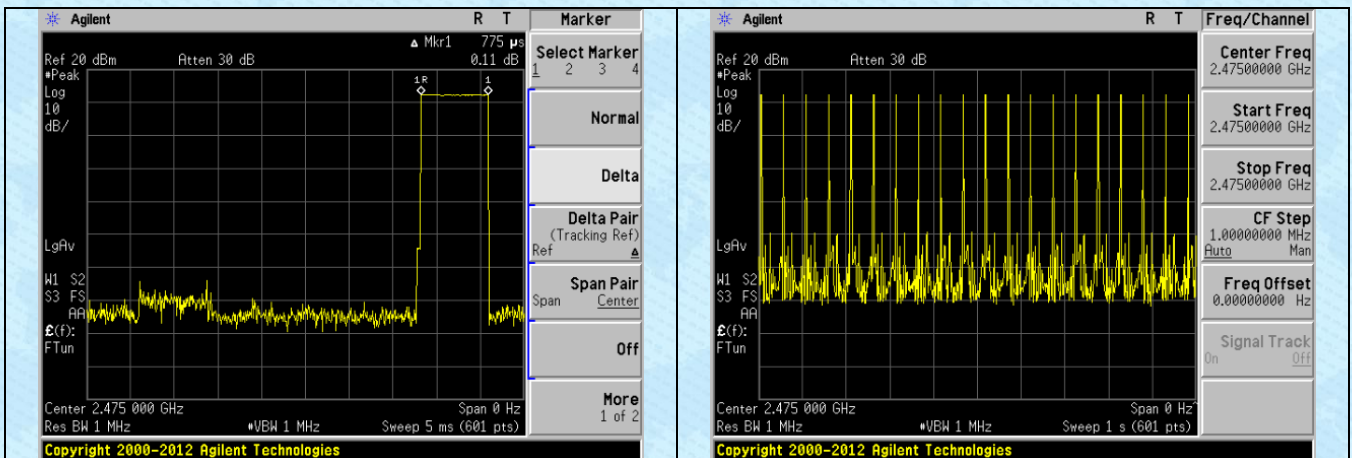 Agilent R T Marker
Δ Mkr1 775 µs
Ref 20 dBm Atten 30 dB 0.11 dB
#Peak
Log
10
dB/
1R 1
LgAv
W1 S2
S3 FS
AA
£(f):
FTun
Center 2.475 000 GHz Span 0 Hz
Res BW 1 MHz #VBW 1 MHz Sweep 5 ms (601 pts)
Copyright 2000-2012 Agilent Technologies
Select Marker
1 2 3 4
Normal
Delta
Delta Pair
(Tracking Ref)
Ref Δ
Span Pair
Span Center
Off
More
1 of 2
Agilent R T Freq/Channel
Ref 20 dBm Atten 30 dB
#Peak
Log
10
dB/
LgAv
W1 S2
S3 FS
AA
£(f):
FTun
Center 2.475 000 GHz Span 0 Hz^
Res BW 1 MHz #VBW 1 MHz Sweep 1 s (601 pts)
Copyright 2000-2012 Agilent Technologies
Center Freq
2.47500000 GHz
Start Freq
2.47500000 GHz
Stop Freq
2.47500000 GHz
CF Step
1.00000000 MHz
Auto Man
Freq Offset
0.00000000 Hz
Signal Track
On Off